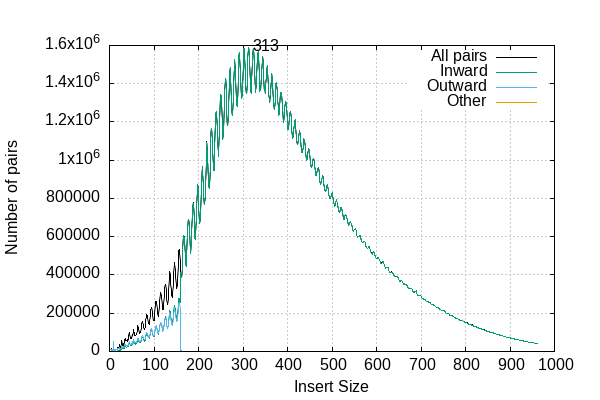 313
1.6x10^6
1.4x10^6
1.2x10^6
1x10^6
800000
600000
400000
200000
0
Number of pairs
All pairs
Inward
Outward
Other
0 100 200 300 400 500 600 700 800 900 1000
Insert Size